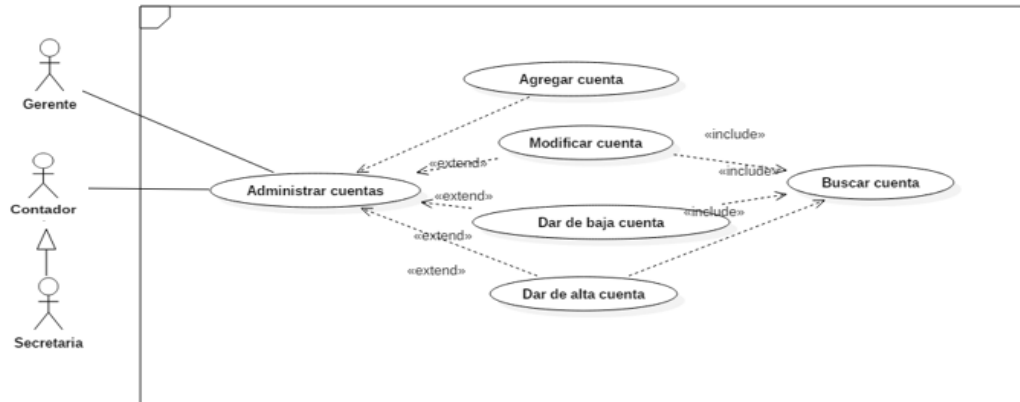 Agregar cuenta
Gerente
«include»
Modificar cuenta
«extend»
«include»
Administrar cuentas
Buscar cuenta
«extend»
Contador
«include»
Dar de baja cuenta
«extend»
«extend»
Dar de alta cuenta
Secretaria